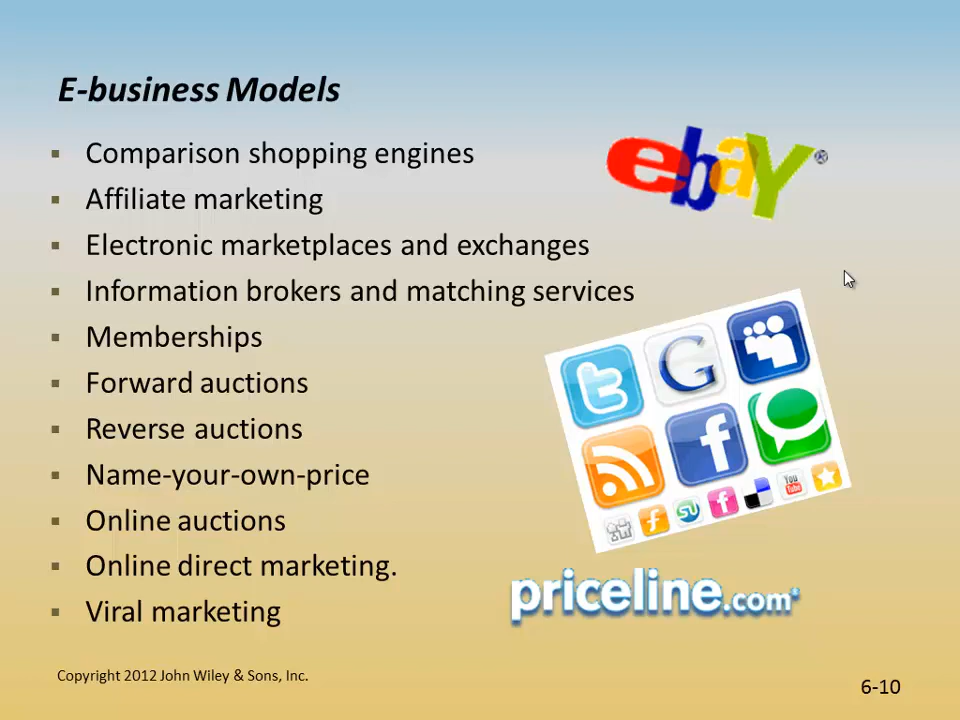 E-business Models
▪ Comparison shopping engines
▪ Affiliate marketing
▪ Electronic marketplaces and exchanges
▪ Information brokers and matching services
▪ Memberships
▪ Forward auctions
▪ Reverse auctions
▪ Name-your-own-price
▪ Online auctions
▪ Online direct marketing.
▪ Viral marketing
ebay®
t G
f
f f You Tube
priceline.com®
Copyright 2012 John Wiley & Sons, Inc.
6-10